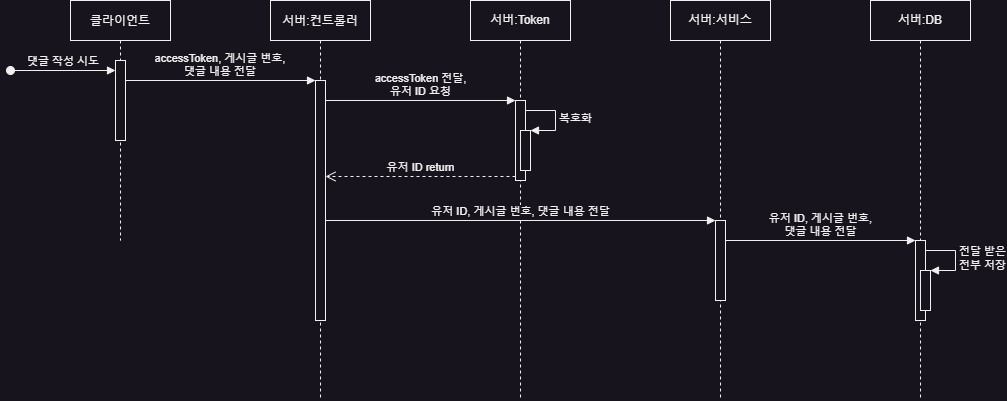 클라이언트
서버:컨트롤러
서버:Token
서버:서비스
서버:DB
댓글 작성 시도
accessToken, 게시글 번호,
댓글 내용 전달
accessToken 전달,
유저 ID 요청
복호화
유저 ID return
유저 ID, 게시글 번호, 댓글 내용 전달
유저 ID, 게시글 번호,
댓글 내용 전달
전달 받은
전부 저장